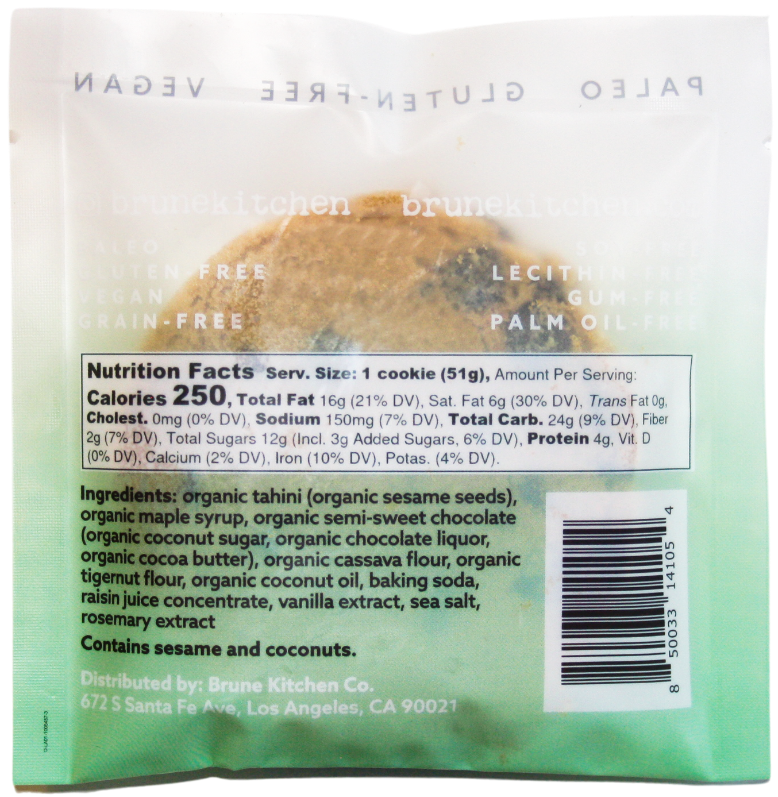 PALEO GLUTEN-FREE VEGAN
@brunekitchen brunekitchen
PALEO
GLUTEN-FREE LECITHIN-FREE
VEGAN GUM-FREE
GRAIN-FREE PALM OIL-FREE
Nutrition Facts Serv. Size: 1 cookie (51g), Amount Per Serving:
Calories 250, Total Fat 16g (21% DV), Sat. Fat 6g (30% DV), Trans Fat 0g,
Cholest. 0mg (0% DV), Sodium 150mg (7% DV), Total Carb. 24g (9% DV), Fiber
2g (7% DV), Total Sugars 12g (Incl. 3g Added Sugars, 6% DV), Protein 4g, Vit. D
(0% DV), Calcium (2% DV), Iron (10% DV), Potas. (4% DV).
Ingredients: organic tahini (organic sesame seeds),
organic maple syrup, organic semi-sweet chocolate
(organic coconut sugar, organic chocolate liquor,
organic cocoa butter), organic cassava flour, organic
tigernut flour, organic coconut oil, baking soda,
raisin juice concentrate, vanilla extract, sea salt,
rosemary extract
Contains sesame and coconuts.
Distributed by: Brune Kitchen Co.
672 S Santa Fe Ave, Los Angeles, CA 90021
8 50033 14105 4